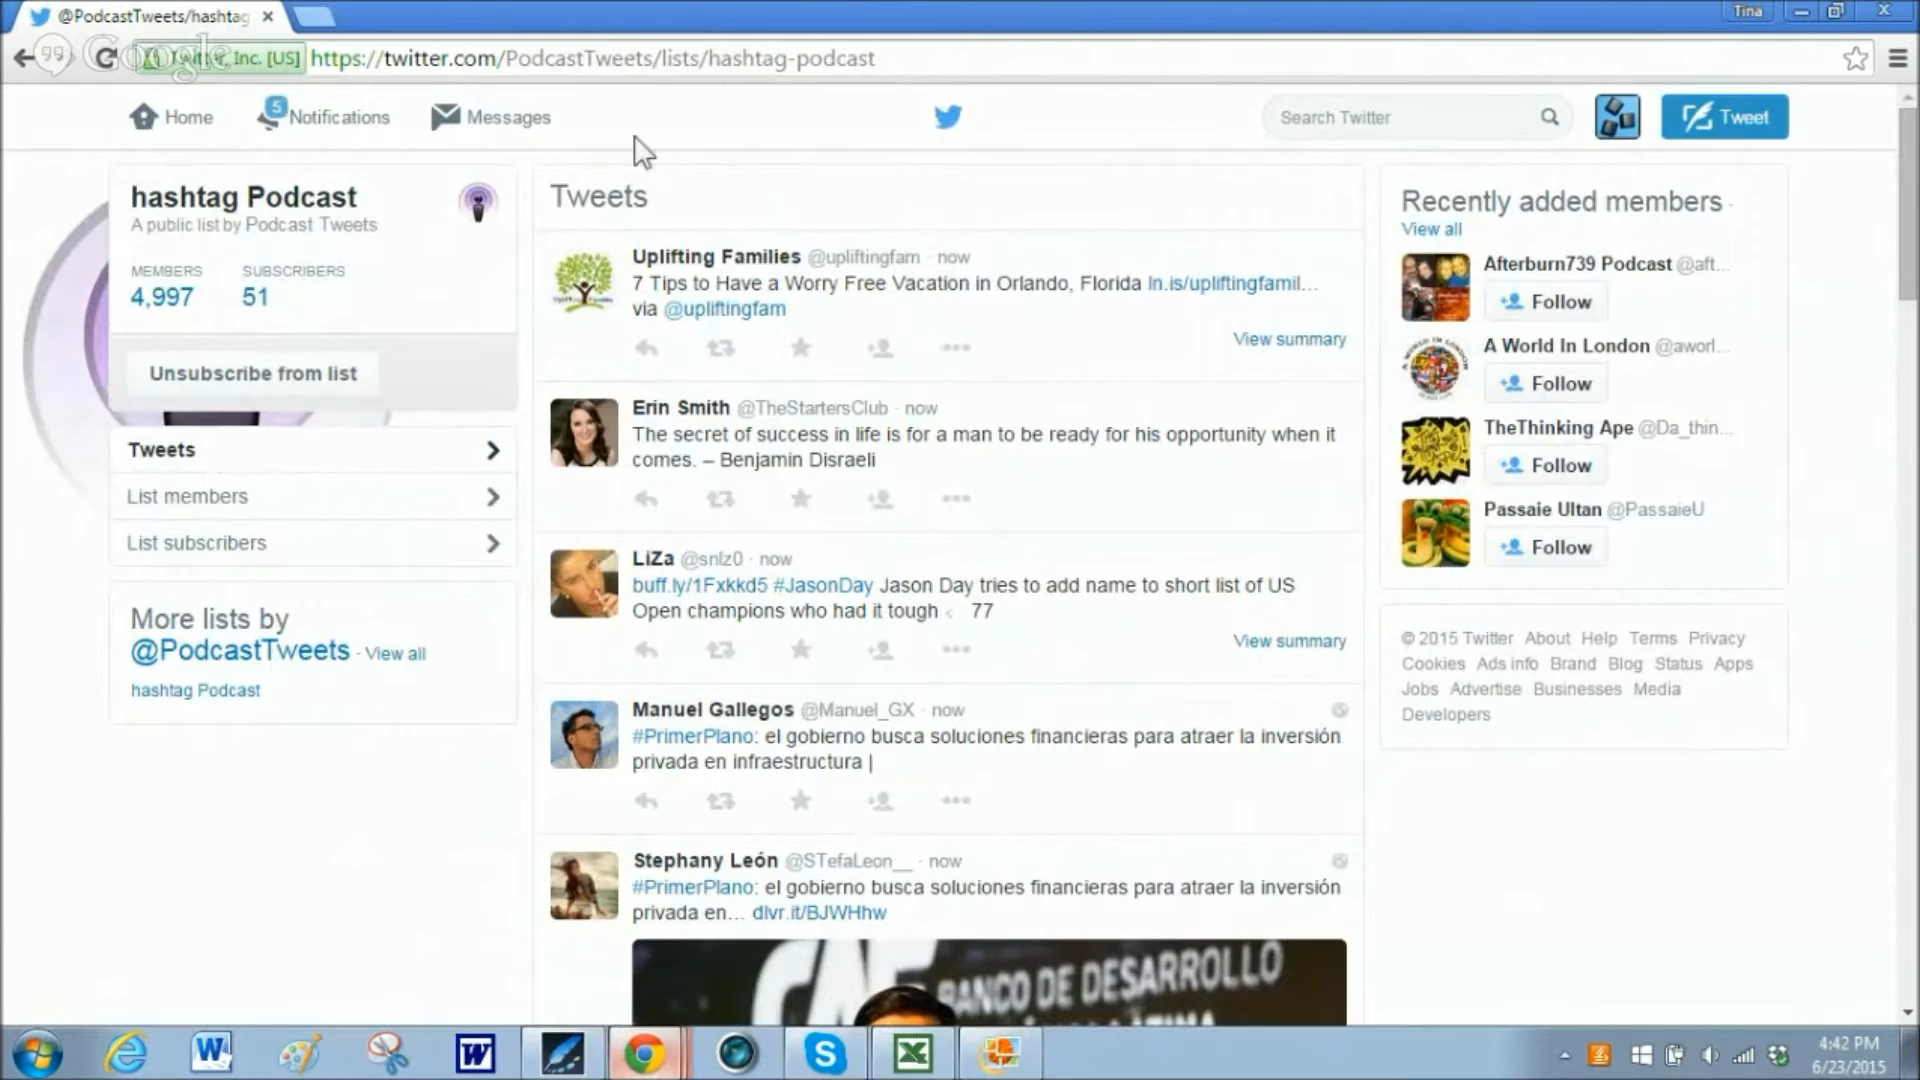 @PodcastTweets/hashtag
Tina
Google
Twitter, Inc. [US]
https://twitter.com/PodcastTweets/lists/hashtag-podcast
Home
5
Notifications
Messages
Search Twitter
Tweet
hashtag Podcast
A public list by Podcast Tweets
MEMBERS SUBSCRIBERS
4,997 51
Unsubscribe from list
Tweets
List members
List subscribers
More lists by
@PodcastTweets · View all
hashtag Podcast
Tweets
Uplifting Families @upliftingfam · now
7 Tips to Have a Worry Free Vacation in Orlando, Florida ln.is/upliftingfamil…
via @upliftingfam
View summary
Erin Smith @TheStartersClub · now
The secret of success in life is for a man to be ready for his opportunity when it
comes. – Benjamin Disraeli
LiZa @snlz0 · now
buff.ly/1Fxkkd5 #JasonDay Jason Day tries to add name to short list of US
Open champions who had it tough < 77
View summary
Manuel Gallegos @Manuel_GX · now
#PrimerPlano: el gobierno busca soluciones financieras para atraer la inversión
privada en infraestructura |
Stephany León @STefaLeon__ · now
#PrimerPlano: el gobierno busca soluciones financieras para atraer la inversión
privada en… dlvr.it/BJWHhw
BANCO DE DESARROLLO
Recently added members ·
View all
Afterburn739 Podcast @aft...
Follow
A World In London @aworl...
Follow
TheThinking Ape @Da_thin...
Follow
Passaie Ultan @PassaieU
Follow
© 2015 Twitter About Help Terms Privacy
Cookies Ads info Brand Blog Status Apps
Jobs Advertise Businesses Media
Developers
4:42 PM
6/23/2015